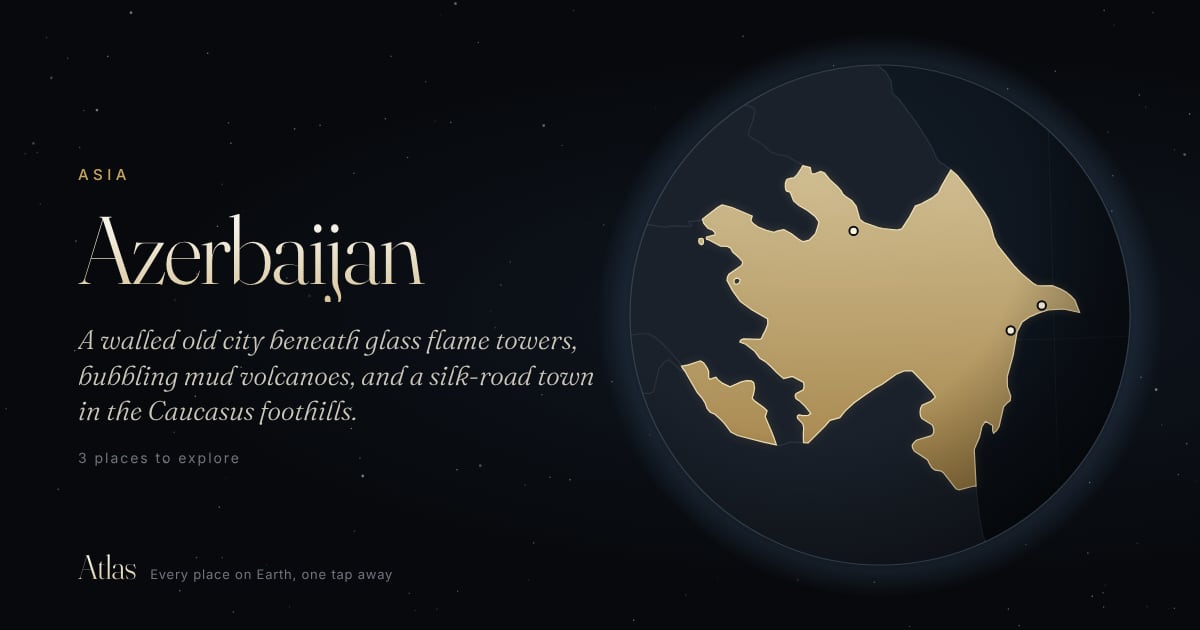 ASIA
Azerbaijan
A walled old city beneath glass flame towers,
bubbling mud volcanoes, and a silk-road town
in the Caucasus foothills.
3 places to explore
Atlas Every place on Earth, one tap away